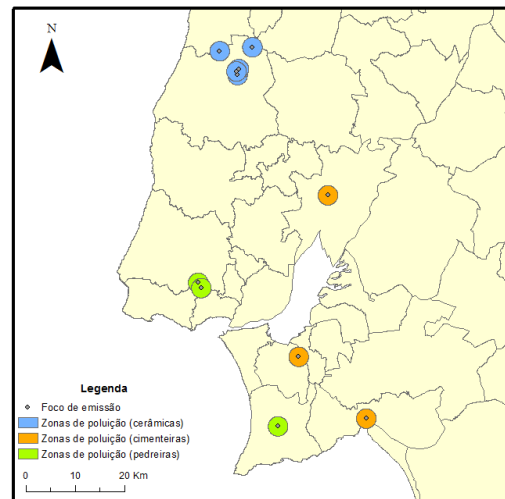 N
Legenda
Foco de emissão
Zonas de poluição (cerâmicas)
Zonas de poluição (cimenteiras)
Zonas de poluição (pedreiras)
0 10 20 Km